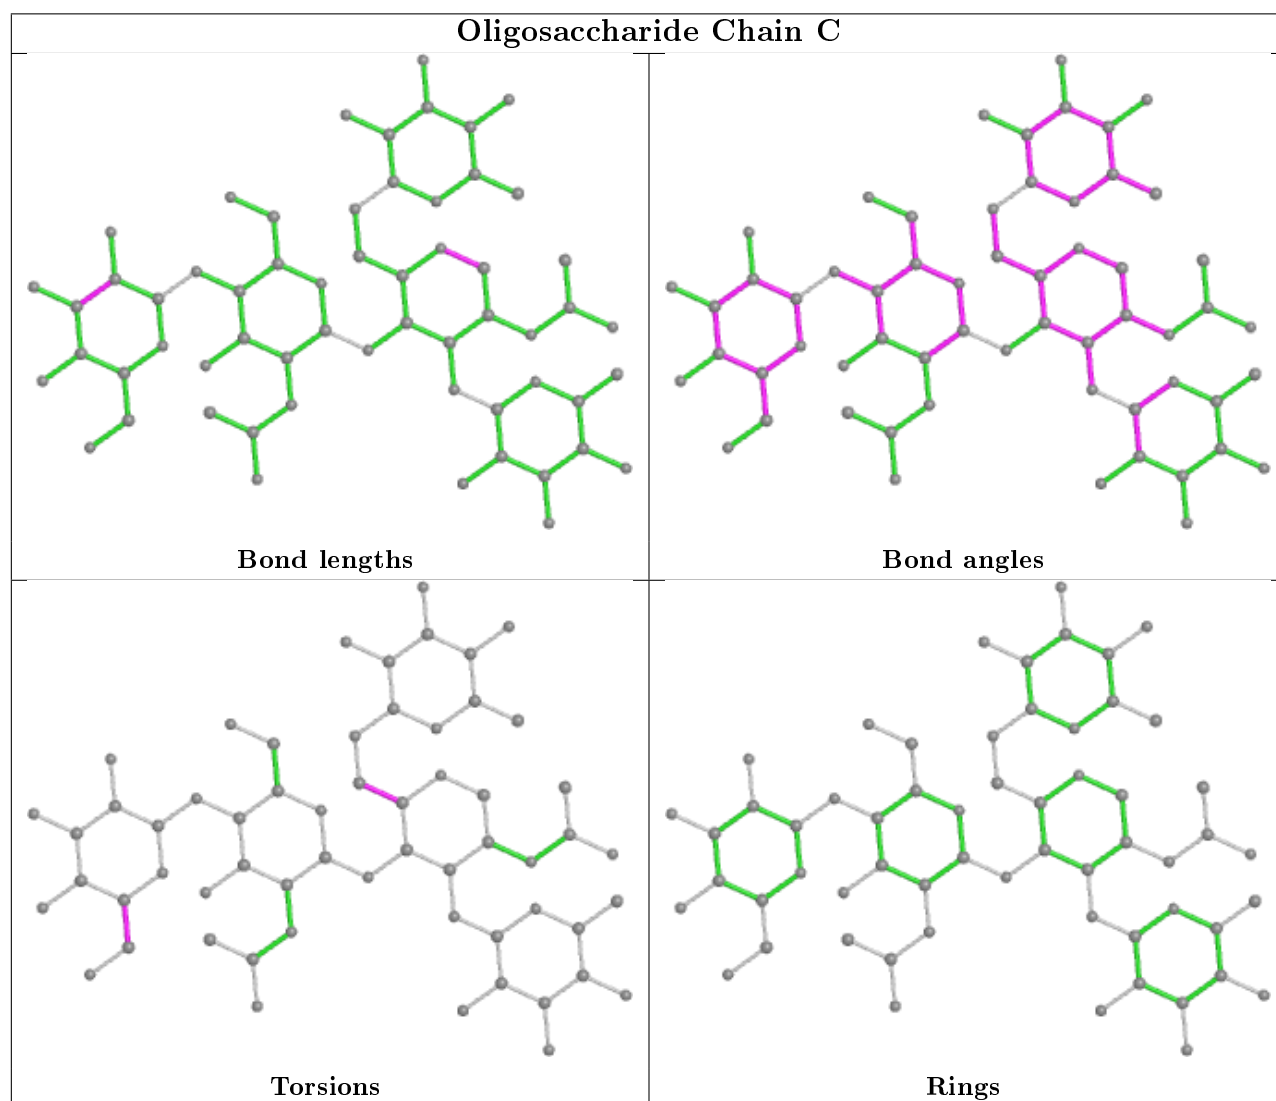 Oligosaccharide Chain C
Bond lengths
Bond angles
Torsions
Rings